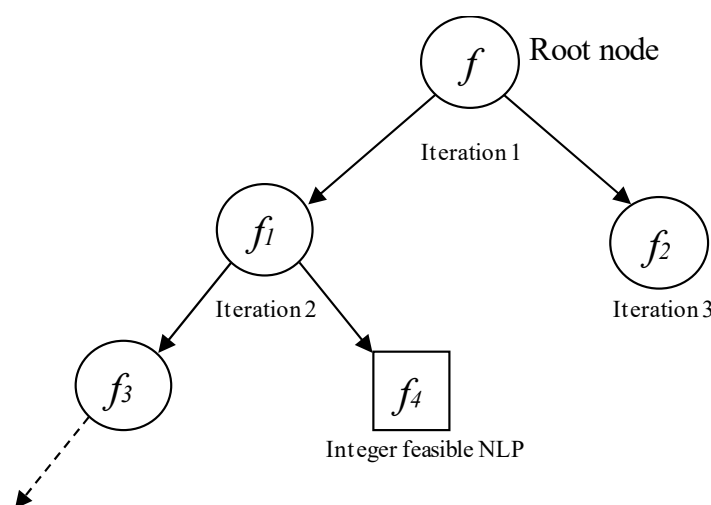 f Root node
Iteration 1
f1 f2
Iteration 2 Iteration 3
f3 f4
Integer feasible NLP